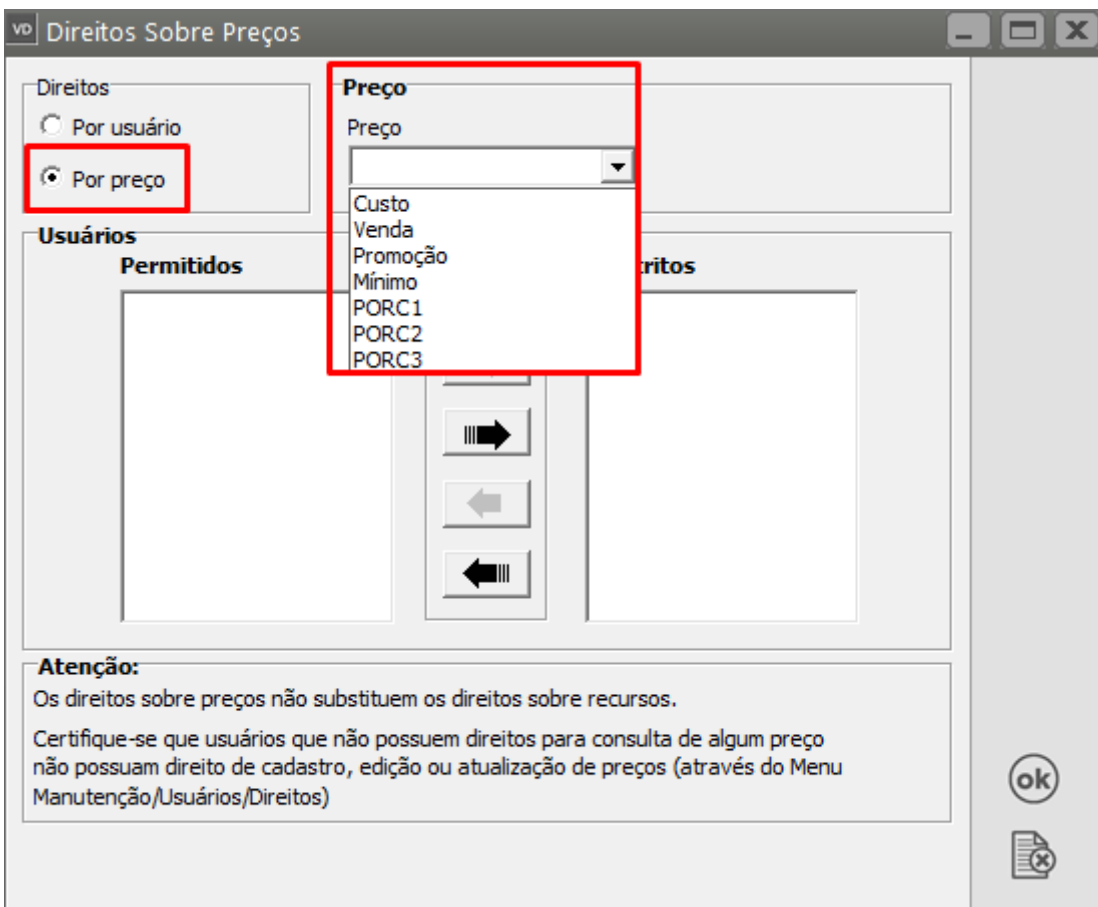 VD Direitos Sobre Preços
Direitos
Por usuário
Por preço
Preço
Preço
Custo
Venda
Promoção
Mínimo
PORC1
PORC2
PORC3
Usuários
Permitidos
ritos
Atenção:
Os direitos sobre preços não substituem os direitos sobre recursos.
Certifique-se que usuários que não possuem direitos para consulta de algum preço
não possuam direito de cadastro, edição ou atualização de preços (através do Menu
Manutenção/Usuários/Direitos)
ok